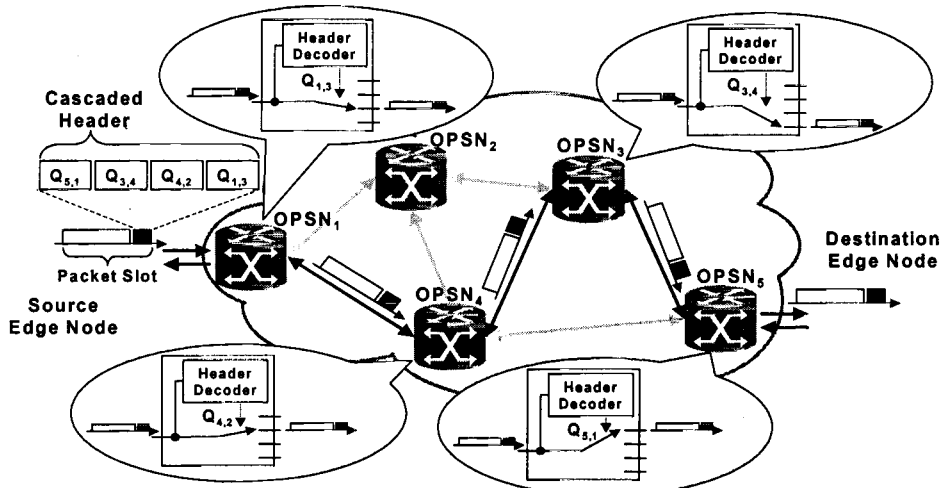 Header
Decoder
Q1,3
Header
Decoder
Q3,4
Cascaded
Header
Q5,1 Q3,4 Q4,2 Q1,3
OPSN2
OPSN3
OPSN1
Packet Slot
Source
Edge Node
OPSN4
OPSN5
Destination
Edge Node
Header
Decoder
Q4,2
Header
Decoder
Q5,1